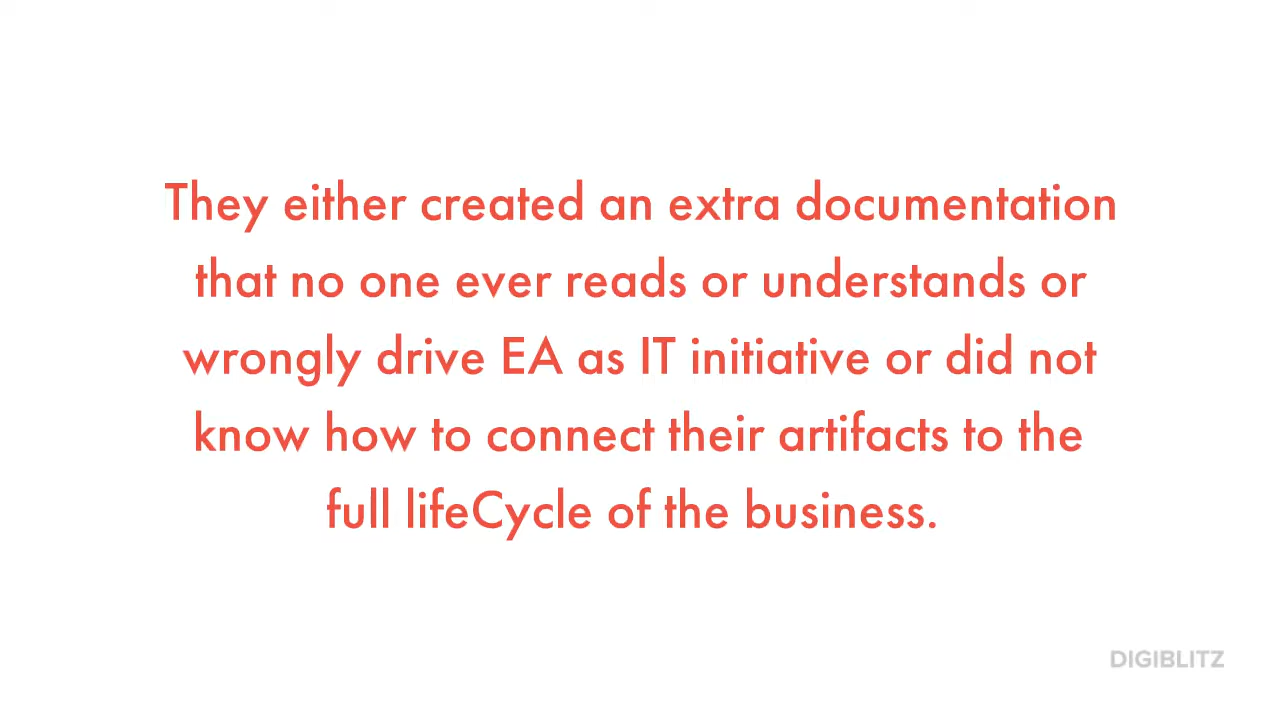 They either created an extra documentation
that no one ever reads or understands or
wrongly drive EA as IT initiative or did not
know how to connect their artifacts to the
full lifeCycle of the business.
DIGIBLITZ